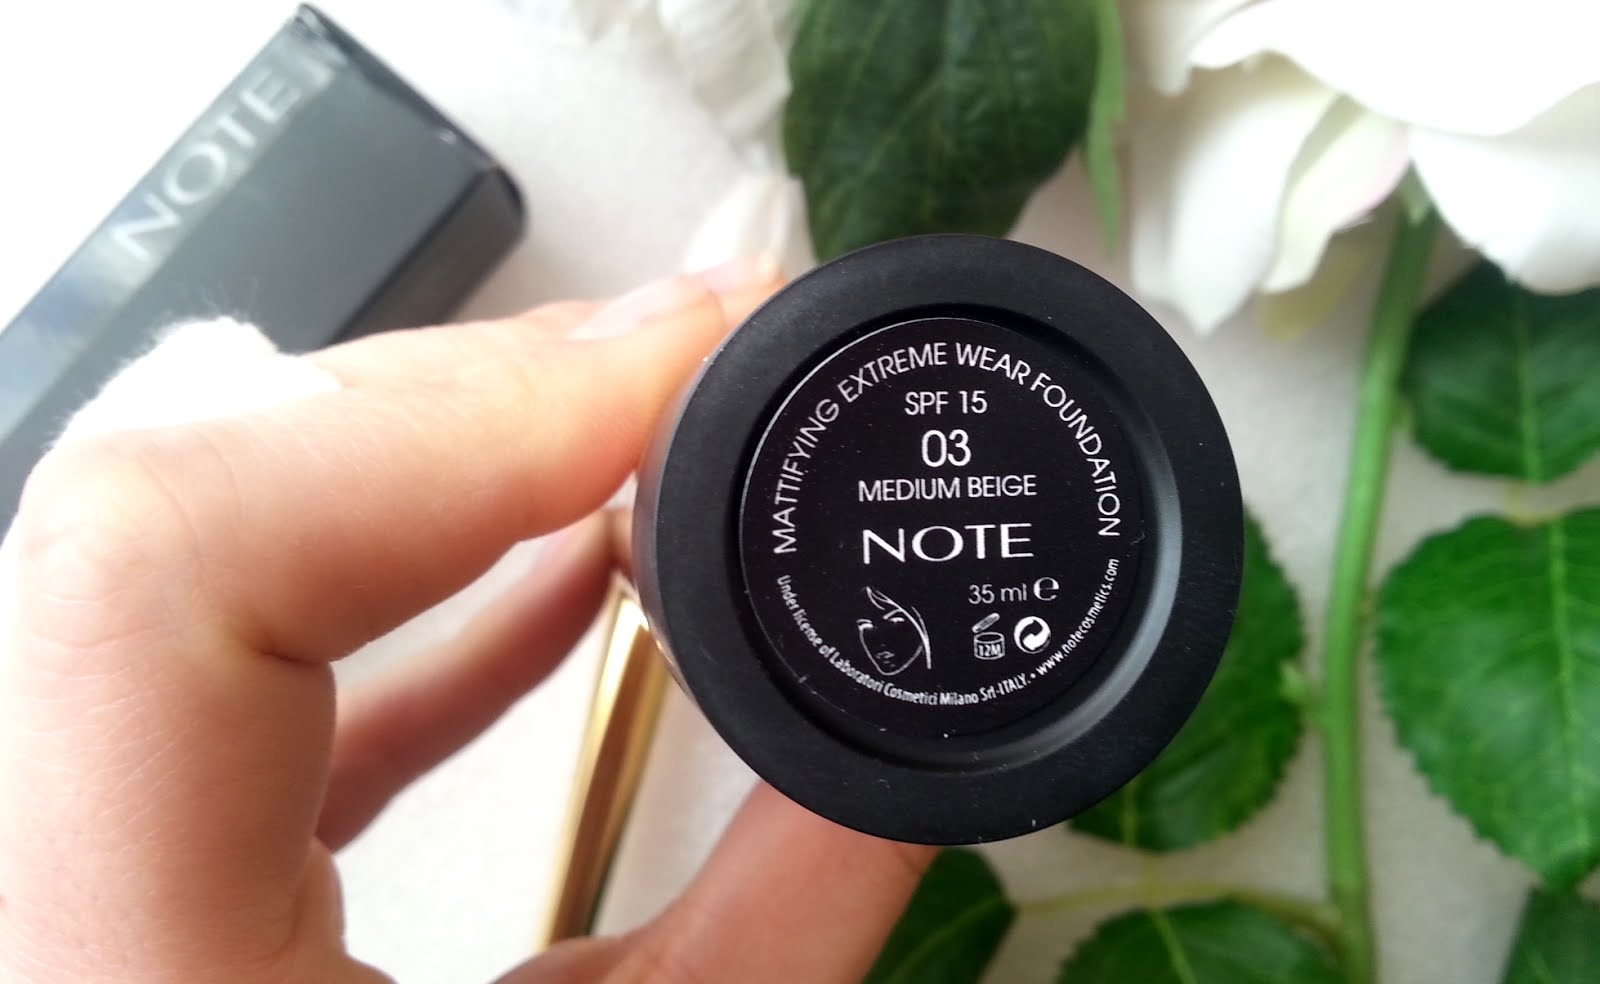 NOTE
MATTIFYING EXTREME WEAR FOUNDATION
SPF 15
03
MEDIUM BEIGE
NOTE
35 ml ℮
12M
Under license of Laboratori Cosmetici Milano Srl-ITALY. • www.notecosmetics.com